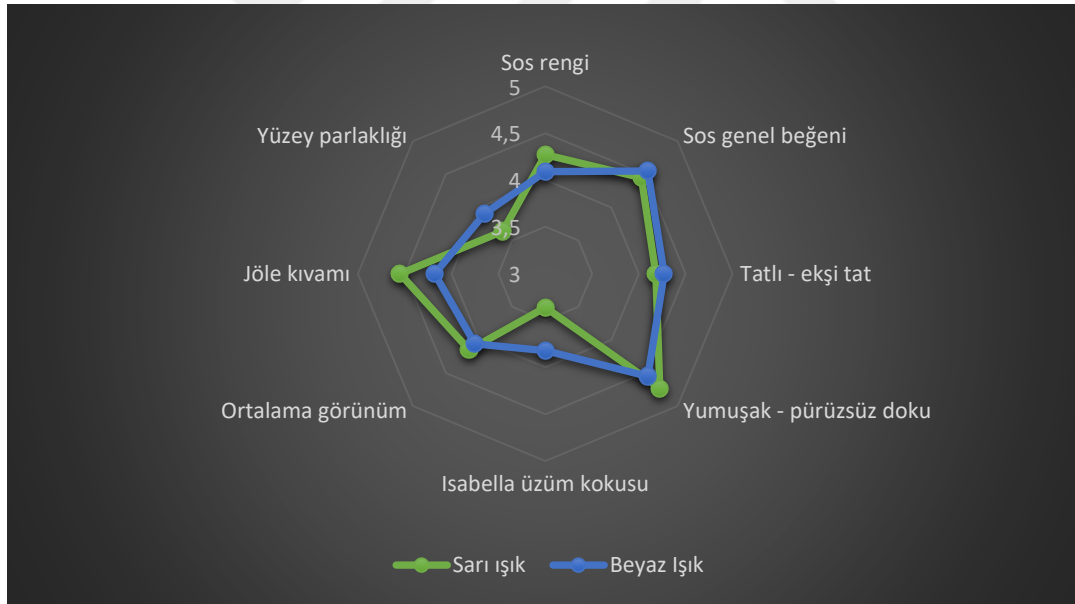 Sos rengi
5
Yüzey parlaklığı
4,5
Sos genel beğeni
4
3,5
Jöle kıvamı
3
Tatlı - ekşi tat
Ortalama görünüm
Yumuşak - pürüzsüz doku
Isabella üzüm kokusu
Sarı ışık
Beyaz Işık